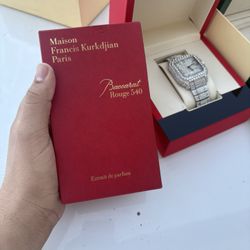 Maison
Francis Kurkdjian
Paris
Baccarat
Rouge 540
Extrait de parfum